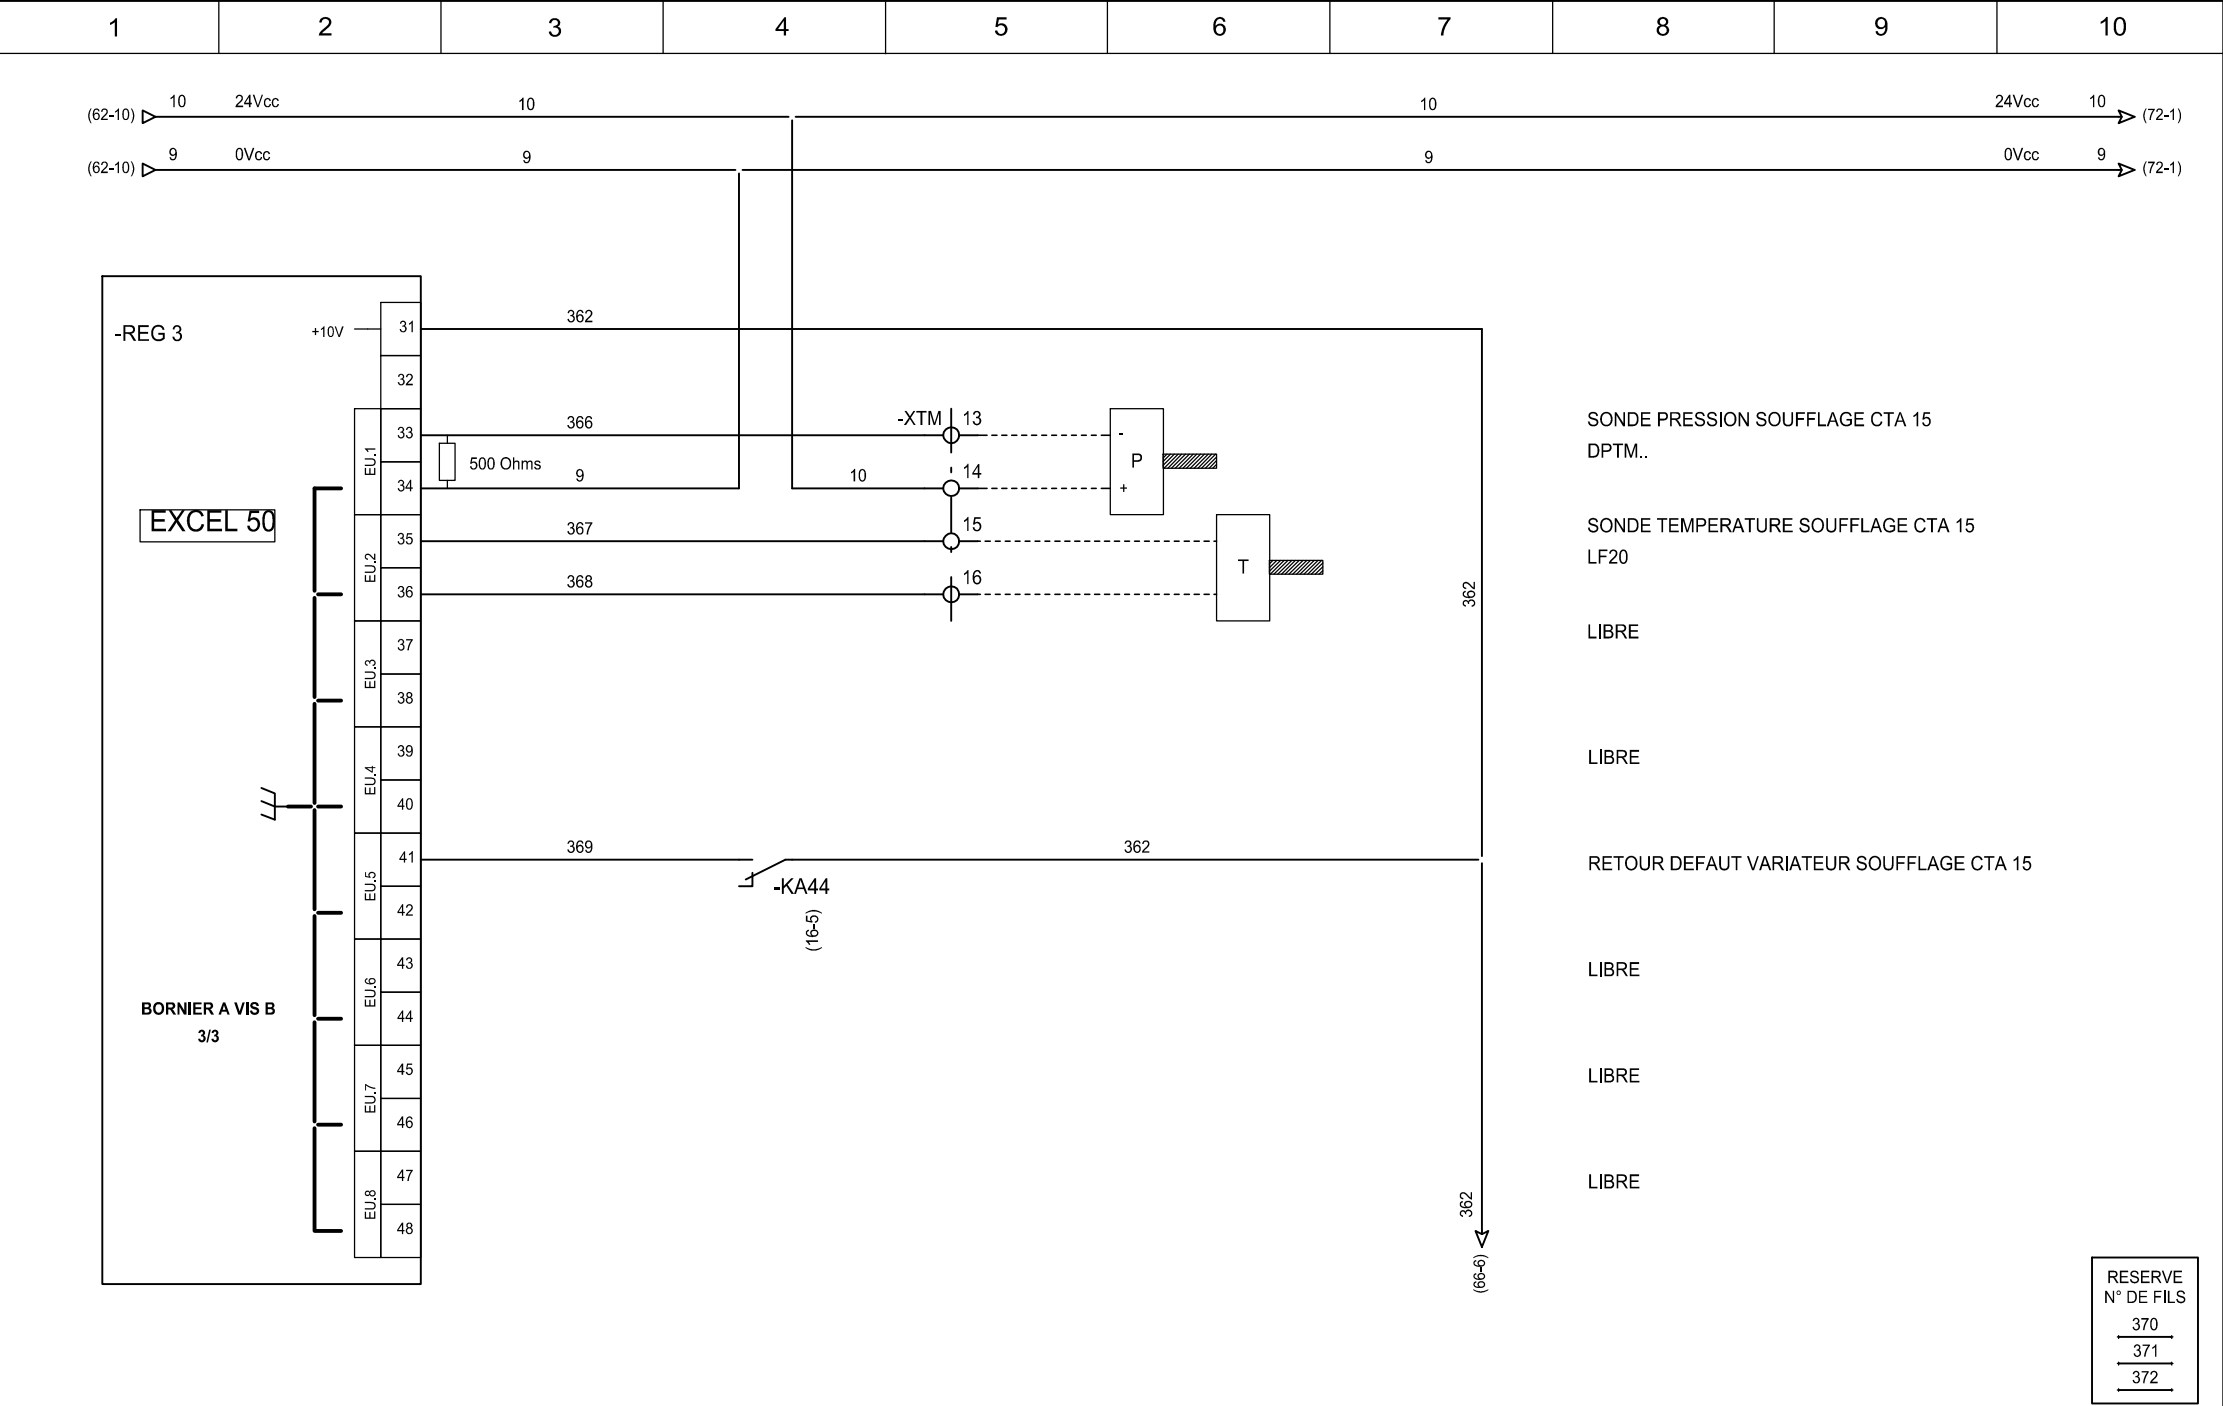 1 2 3 4 5 6 7 8 9 10
(62-10) 10 24Vcc 10 10 24Vcc 10 (72-1)
(62-10) 9 0Vcc 9 9 0Vcc 9 (72-1)
-REG 3 +10V 31 362
32
-XTM 13
33 366 -
SONDE PRESSION SOUFFLAGE CTA 15
DPTM..
EU.1 500 Ohms P
34 9 10 14 +
EXCEL 50
35 367 15
SONDE TEMPERATURE SOUFFLAGE CTA 15
LF20
EU.2 T
36 368 16 362
37
LIBRE
EU.3
38
39
LIBRE
EU.4
40
41 369 362
RETOUR DEFAUT VARIATEUR SOUFFLAGE CTA 15
EU.5 -KA44
42 (16-5)
43
LIBRE
EU.6
44
BORNIER A VIS B
3/3
45
LIBRE
EU.7
46
47
LIBRE
EU.8 362
48
(66-6)
RESERVE
N° DE FILS
370
371
372